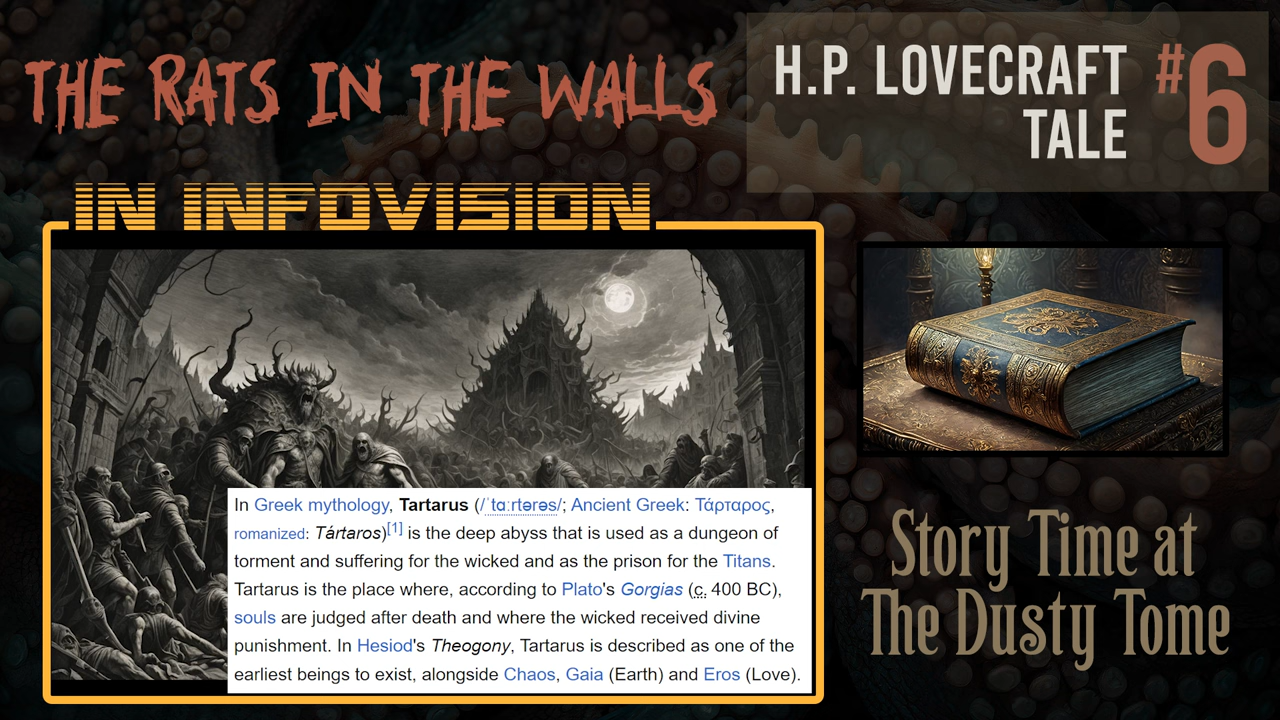 THE RATS IN THE WALLS
H.P. LOVECRAFT
TALE
#6
IN INFOVISION
In Greek mythology, Tartarus (/ˈtɑːrtərəs/; Ancient Greek: Τάρταρος,
romanized: Tártaros)[1] is the deep abyss that is used as a dungeon of
torment and suffering for the wicked and as the prison for the Titans.
Tartarus is the place where, according to Plato's Gorgias (c. 400 BC),
souls are judged after death and where the wicked received divine
punishment. In Hesiod's Theogony, Tartarus is described as one of the
earliest beings to exist, alongside Chaos, Gaia (Earth) and Eros (Love).
Story Time at
The Dusty Tome